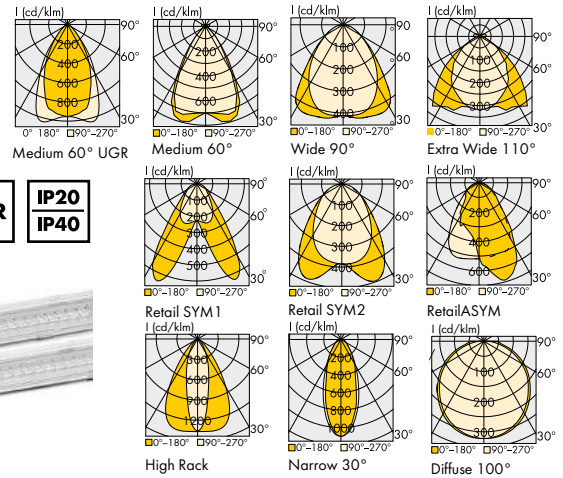 I (cd/klm) I (cd/klm) I (cd/klm) I (cd/klm)
90° 90° 90 90°
60° 60° 60° 60°
30° 30° 30° 30°
200 200 100 100
400 400 200 200
600 600 300 300
800 400
0° 180° 90°–270° 0°–180° 90°–270° 0°–180° 90°–270° 0°–180° 90°–270°
Medium 60° UGR Medium 60° Wide 90° Extra Wide 110°
R IP20
IP40
I (cd/klm) I (cd/klm) I (cd/klm)
90° 90° 90°
60° 60° 60°
30° 30° 30°
100 100 200
200 200 400
300 300 600
400 400
500
0°–180° 90°–270° 0°–180° 90°–270° 0°–180° 90°–270°
Retail SYM1 Retail SYM2 RetailASYM
I (cd/klm) I (cd/klm) I (cd/klm)
90° 90° 90°
60° 60° 60°
30° 30° 30°
300 200 100
600 400 200
900 600
1200 800
1000
0°–180° 90°–270° 0°–180° 90°–270° 0°–180° 90°–270°
High Rack Narrow 30° Diffuse 100°